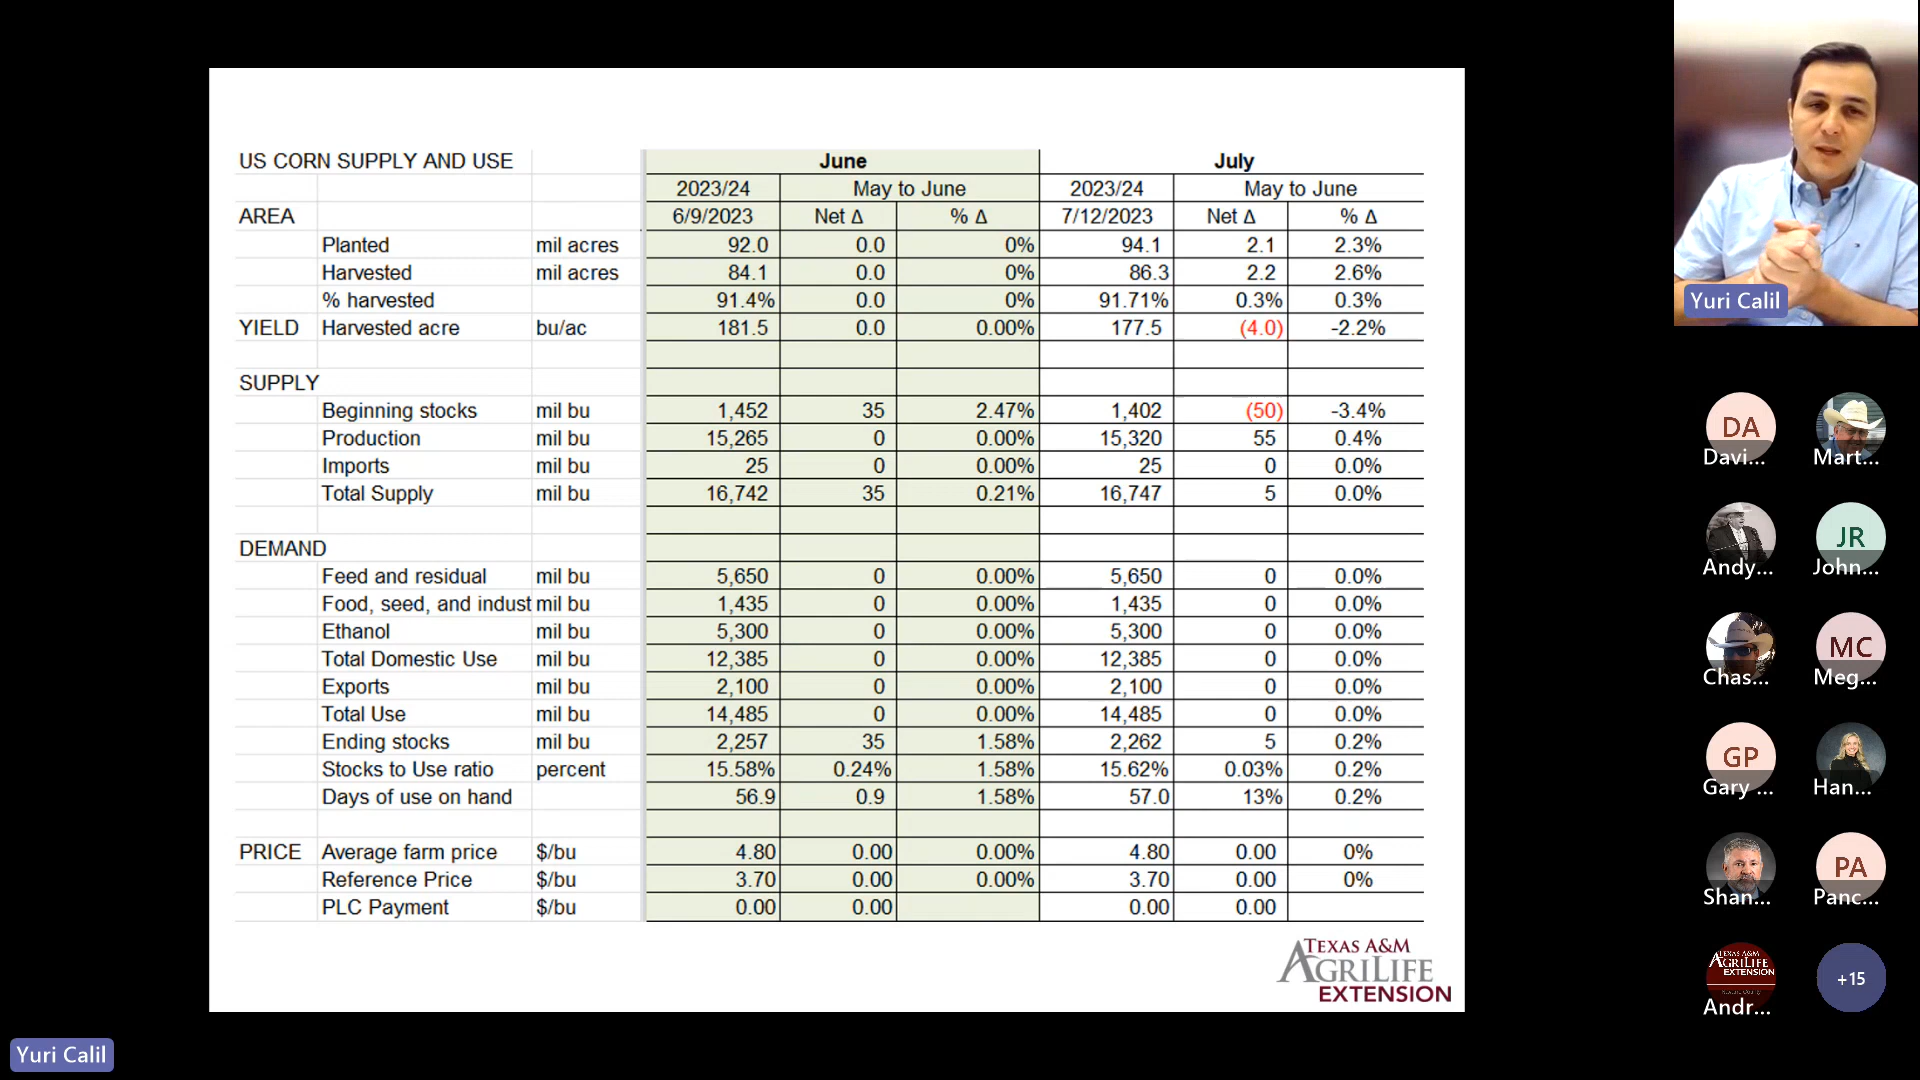 US CORN SUPPLY AND USE June July
2023/24 May to June 2023/24 May to June
AREA 6/9/2023 Net Δ % Δ 7/12/2023 Net Δ % Δ
Planted mil acres 92.0 0.0 0% 94.1 2.1 2.3%
Harvested mil acres 84.1 0.0 0% 86.3 2.2 2.6%
% harvested 91.4% 0.0 0% 91.71% 0.3% 0.3%
YIELD Harvested acre bu/ac 181.5 0.0 0.00% 177.5 (4.0) -2.2%
SUPPLY
Beginning stocks mil bu 1,452 35 2.47% 1,402 (50) -3.4%
Production mil bu 15,265 0 0.00% 15,320 55 0.4%
Imports mil bu 25 0 0.00% 25 0 0.0%
Total Supply mil bu 16,742 35 0.21% 16,747 5 0.0%
DEMAND
Feed and residual mil bu 5,650 0 0.00% 5,650 0 0.0%
Food, seed, and indust mil bu 1,435 0 0.00% 1,435 0 0.0%
Ethanol mil bu 5,300 0 0.00% 5,300 0 0.0%
Total Domestic Use mil bu 12,385 0 0.00% 12,385 0 0.0%
Exports mil bu 2,100 0 0.00% 2,100 0 0.0%
Total Use mil bu 14,485 0 0.00% 14,485 0 0.0%
Ending stocks mil bu 2,257 35 1.58% 2,262 5 0.2%
Stocks to Use ratio percent 15.58% 0.24% 1.58% 15.62% 0.03% 0.2%
Days of use on hand 56.9 0.9 1.58% 57.0 13% 0.2%
PRICE Average farm price $/bu 4.80 0.00 0.00% 4.80 0.00 0%
Reference Price $/bu 3.70 0.00 0.00% 3.70 0.00 0%
PLC Payment $/bu 0.00 0.00 0.00 0.00
TEXAS A&M
AGRILIFE
EXTENSION
Yuri Calil
Yuri Calil
DA
Davi... Mart...
JR
Andy... John...
MC
Chas... Meg...
GP
Gary ... Han...
PA
Shan... Panc...
TEXAS A&M
AGRILIFE
EXTENSION
+15
Andr...